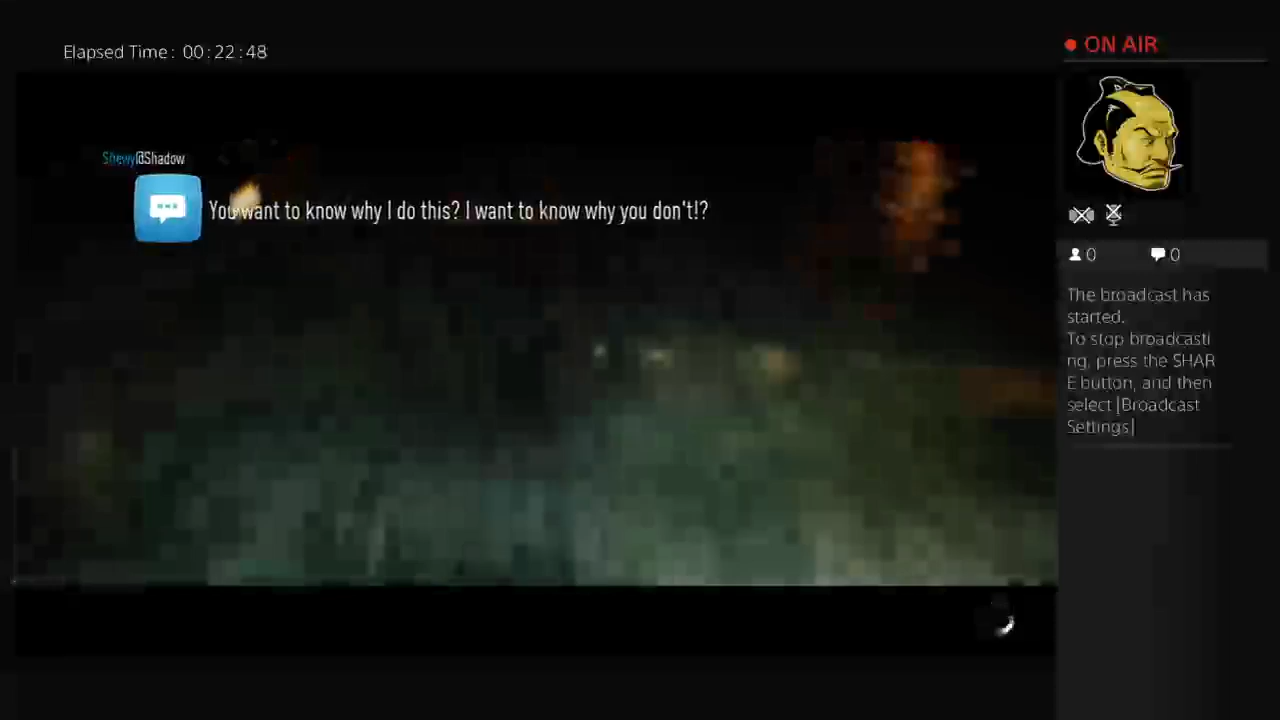 Elapsed Time: 00:22:48
ON AIR
Shewy@Shadow
You want to know why I do this? I want to know why you don't!?
0 0
The broadcast has
started.
To stop broadcasti
ng, press the SHAR
E button, and then
select |Broadcast
Settings|